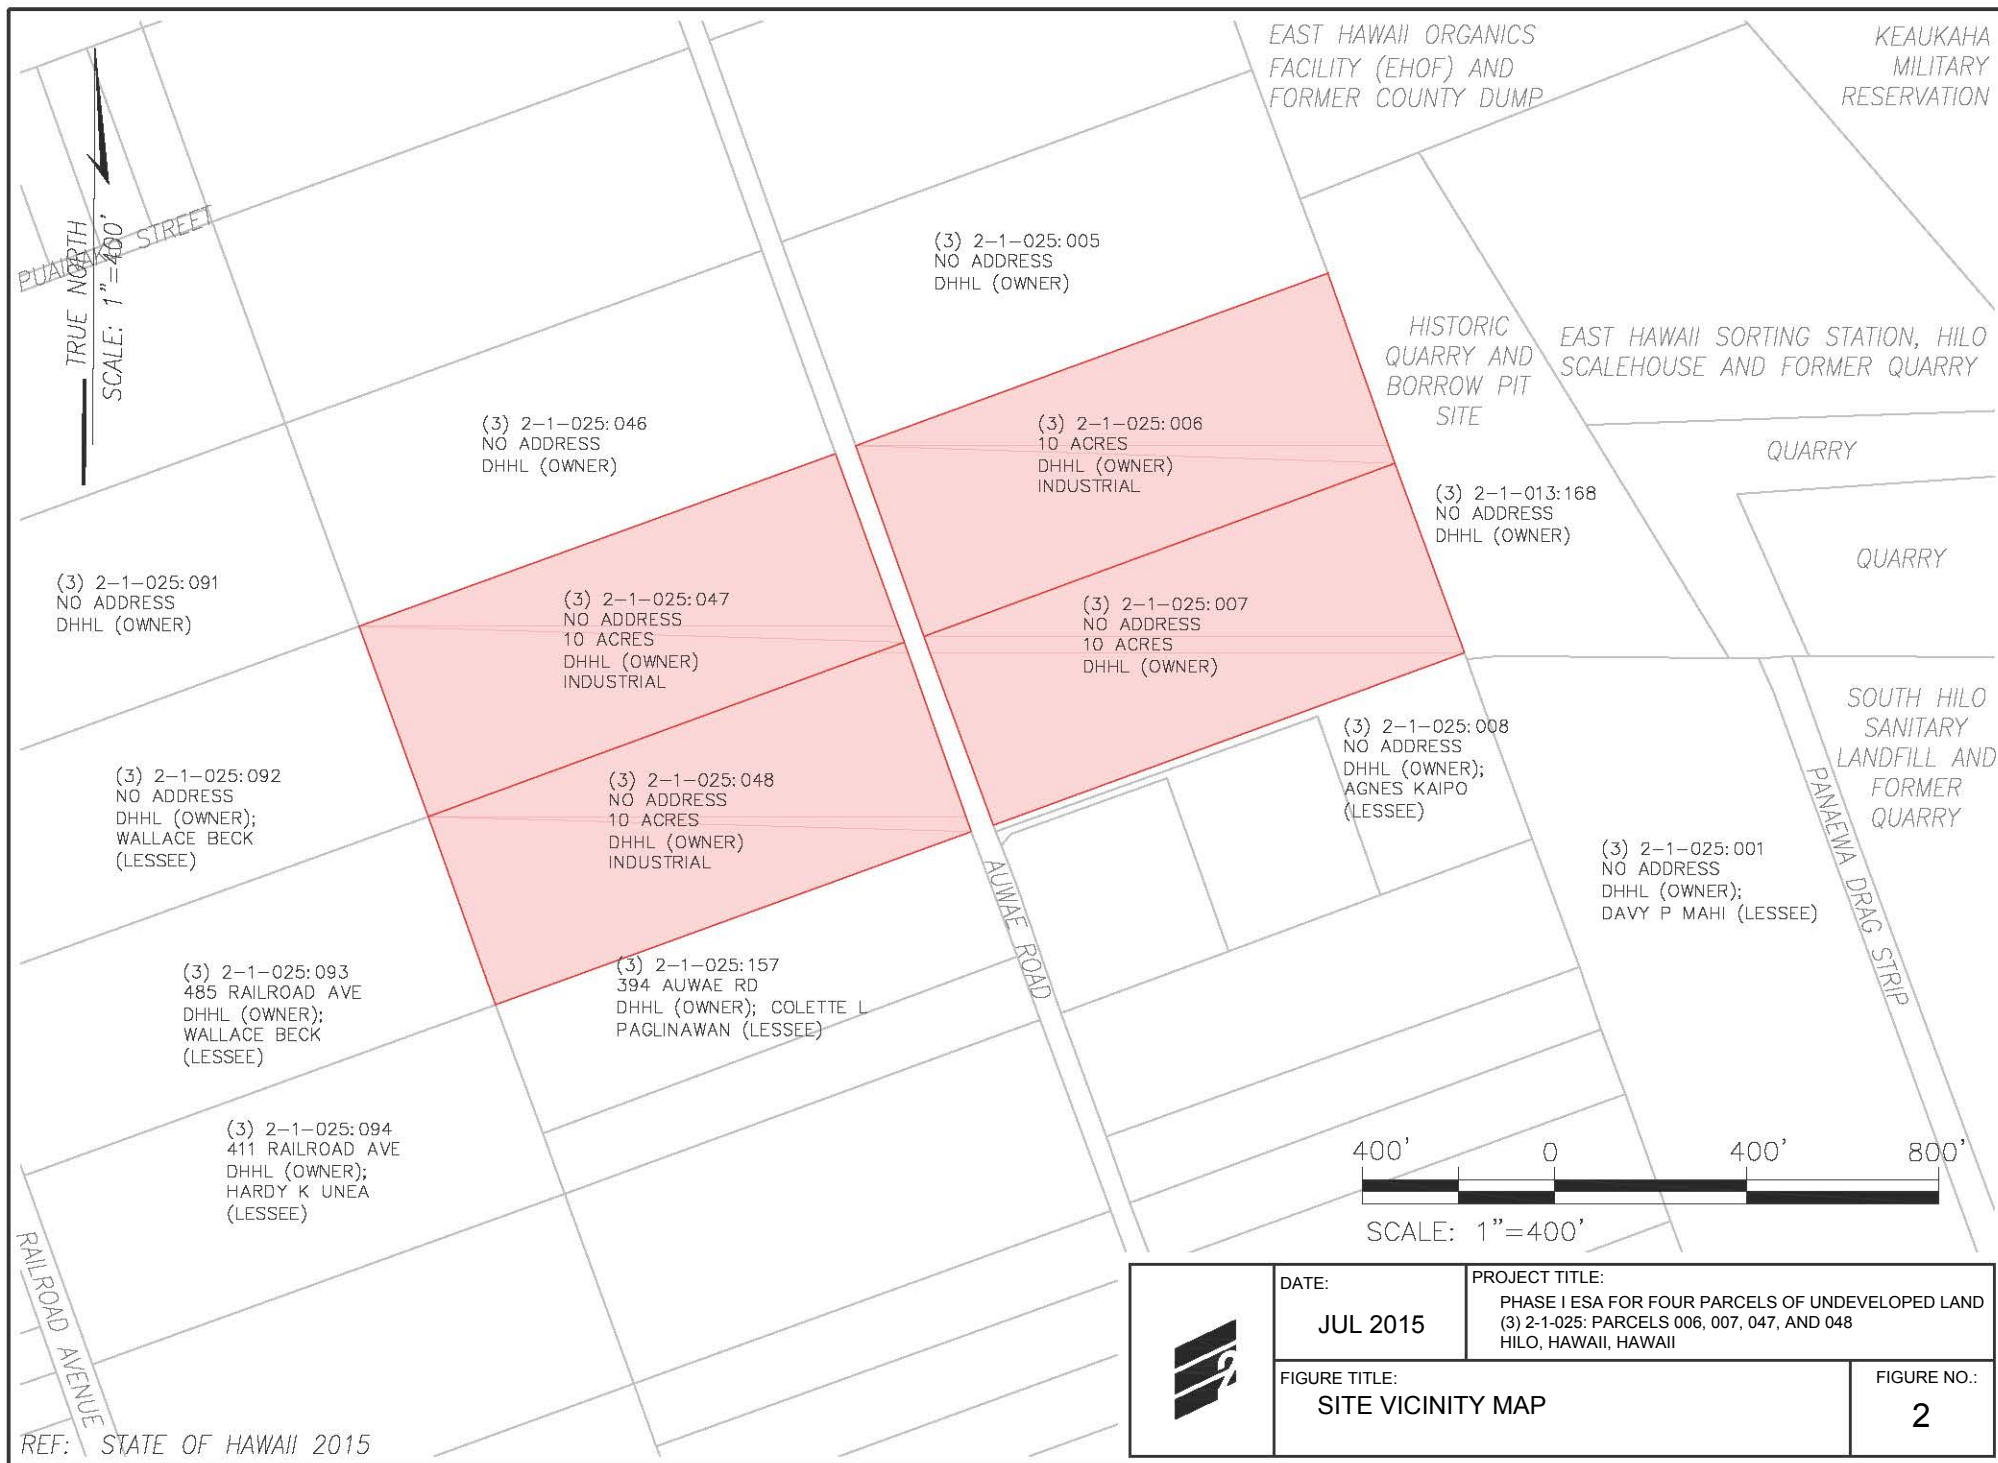 EAST HAWAII ORGANICS
FACILITY (EHOF) AND
FORMER COUNTY DUMP
KEAUKAHA
MILITARY
RESERVATION
TRUE NORTH
SCALE: 1"=400'
STREET
(3) 2-1-025:005
NO ADDRESS
DHHL (OWNER)
HISTORIC
QUARRY AND
BORROW PIT
SITE
EAST HAWAII SORTING STATION, HILO
SCALEHOUSE AND FORMER QUARRY
(3) 2-1-025:046
NO ADDRESS
DHHL (OWNER)
(3) 2-1-025:006
10 ACRES
DHHL (OWNER)
INDUSTRIAL
QUARRY
(3) 2-1-013:168
NO ADDRESS
DHHL (OWNER)
QUARRY
(3) 2-1-025:091
NO ADDRESS
DHHL (OWNER)
(3) 2-1-025:047
NO ADDRESS
10 ACRES
DHHL (OWNER)
INDUSTRIAL
(3) 2-1-025:007
NO ADDRESS
10 ACRES
DHHL (OWNER)
SOUTH HILO
SANITARY
LANDFILL AND
FORMER
QUARRY
(3) 2-1-025:008
NO ADDRESS
DHHL (OWNER);
AGNES KAIPO
(LESSEE)
(3) 2-1-025:092
NO ADDRESS
DHHL (OWNER);
WALLACE BECK
(LESSEE)
(3) 2-1-025:048
NO ADDRESS
10 ACRES
DHHL (OWNER)
INDUSTRIAL
PANAEWA DRAG STRIP
(3) 2-1-025:001
NO ADDRESS
DHHL (OWNER);
DAVY P MAHI (LESSEE)
AUWAE ROAD
(3) 2-1-025:093
485 RAILROAD AVE
DHHL (OWNER);
WALLACE BECK
(LESSEE)
(3) 2-1-025:157
394 AUWAE RD
DHHL (OWNER); COLETTE L
PAGLINAWAN (LESSEE)
(3) 2-1-025:094
411 RAILROAD AVE
DHHL (OWNER);
HARDY K UNEA
(LESSEE)
400' 0 400' 800'
SCALE: 1"=400'
RAILROAD AVENUE
REF: STATE OF HAWAII 2015
2
DATE:
JUL 2015
PROJECT TITLE:
PHASE I ESA FOR FOUR PARCELS OF UNDEVELOPED LAND
(3) 2-1-025: PARCELS 006, 007, 047, AND 048
HILO, HAWAII, HAWAII
FIGURE TITLE:
SITE VICINITY MAP
FIGURE NO.:
2